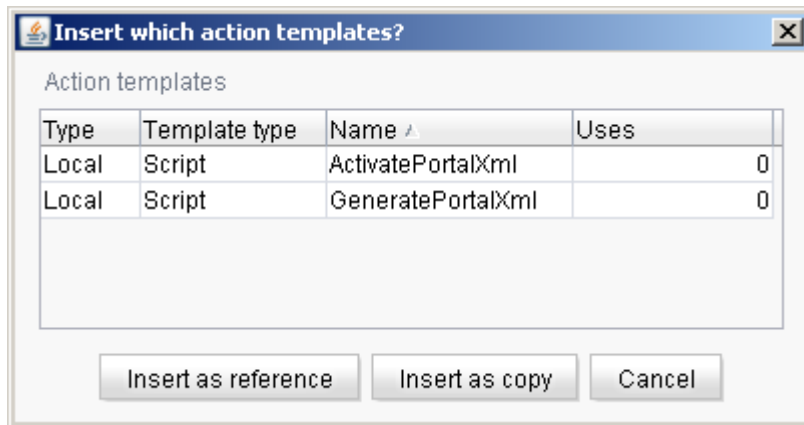 Insert which action templates?
Action templates
Type Template type Name Uses
Local Script ActivatePortalXml 0
Local Script GeneratePortalXml 0
Insert as reference Insert as copy Cancel